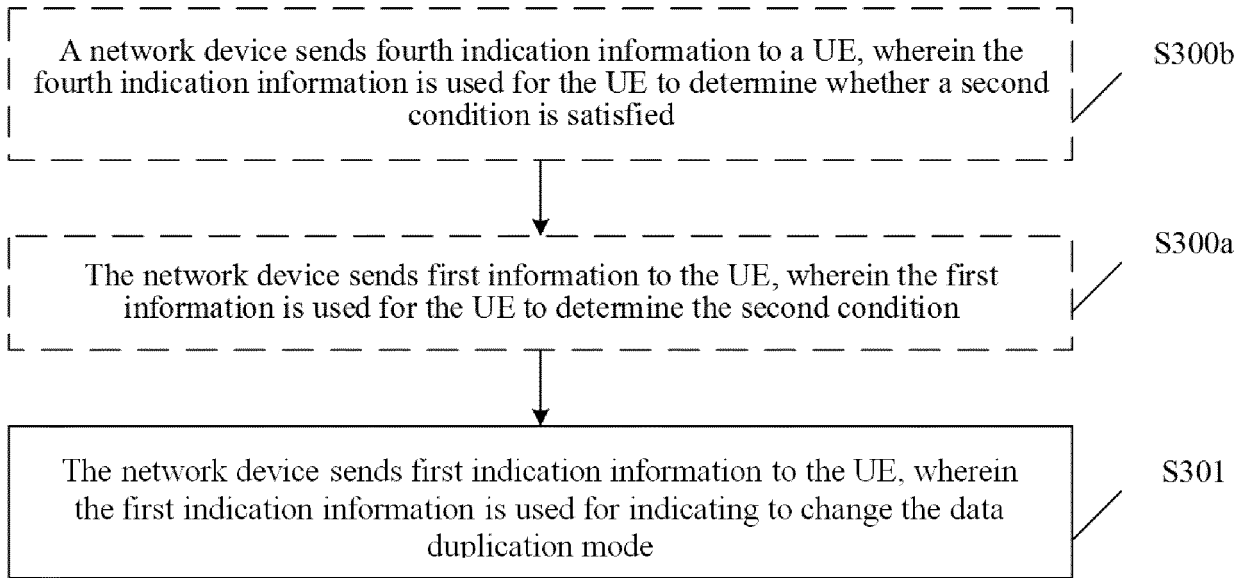 A network device sends fourth indication information to a UE, wherein the
fourth indication information is used for the UE to determine whether a second
condition is satisfied
S300b
The network device sends first information to the UE, wherein the first
information is used for the UE to determine the second condition
S300a
The network device sends first indication information to the UE, wherein
the first indication information is used for indicating to change the data
duplication mode
S301